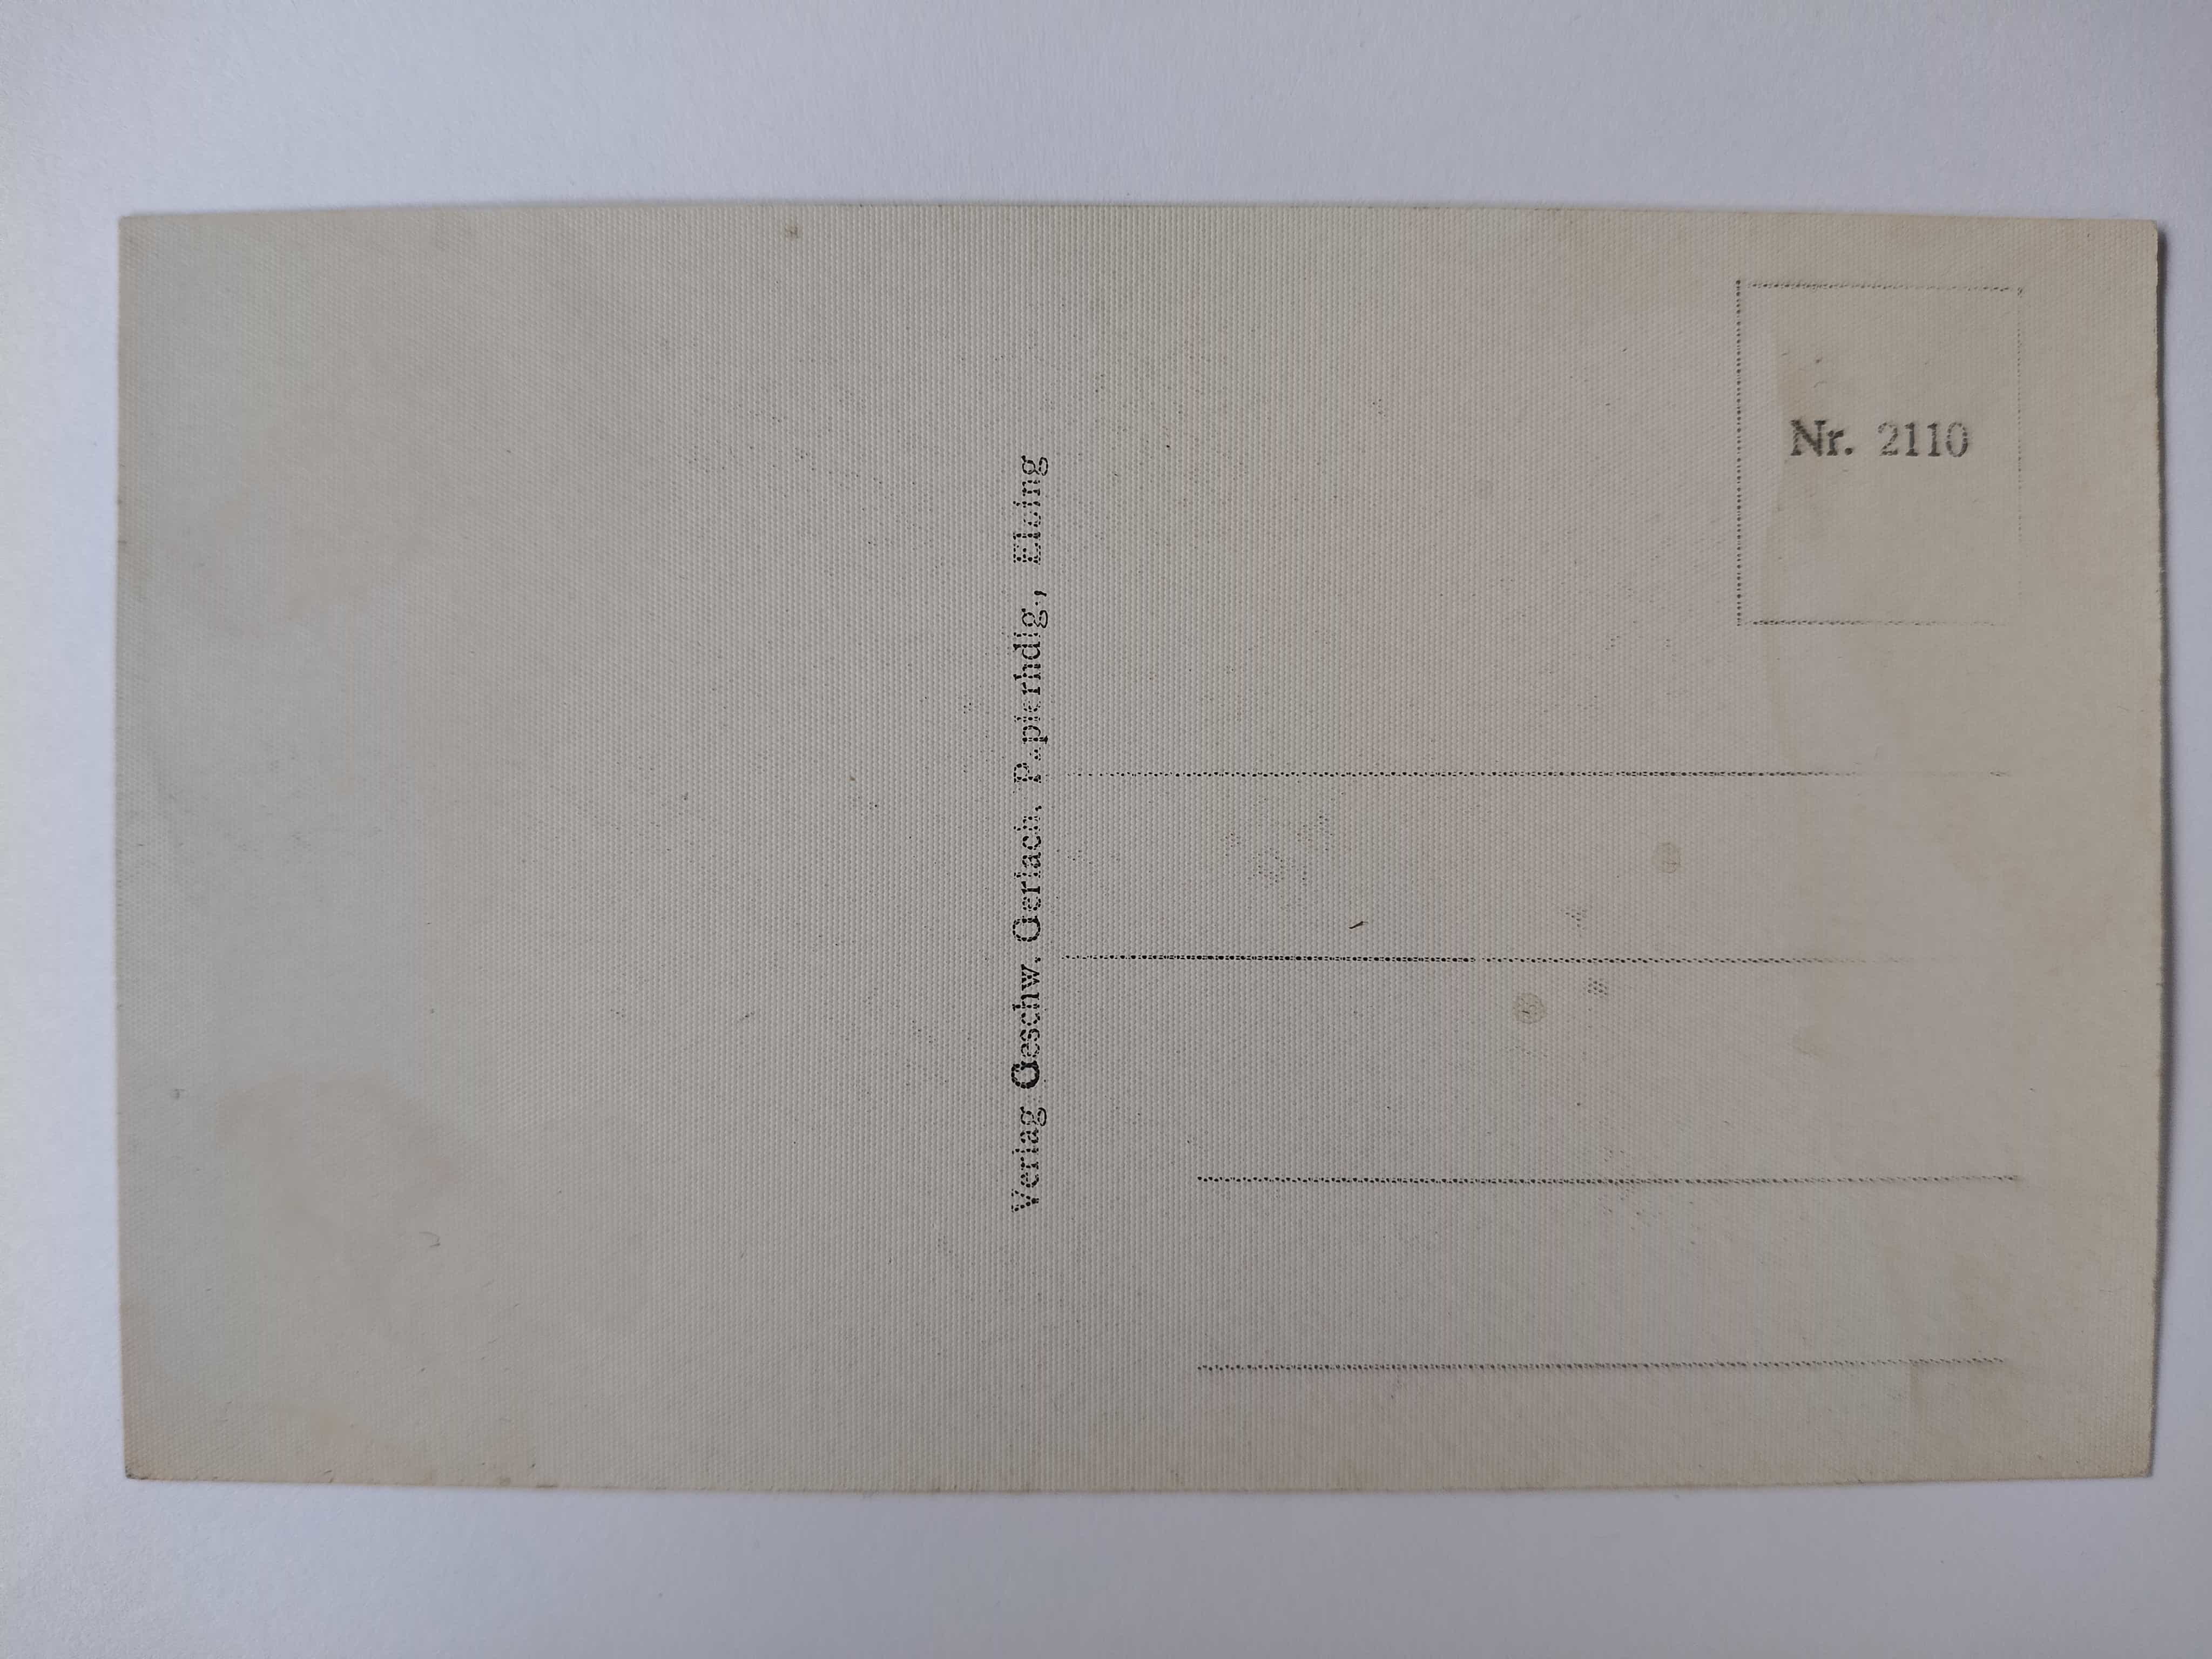 Verlag Geschw. Gerlach, Papierhdlg., Elbing
Nr. 2110